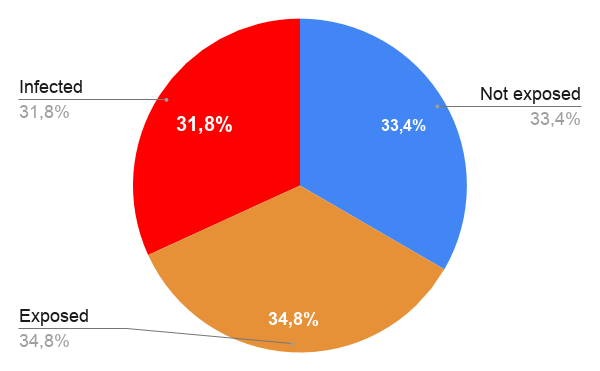 Infected
31,8%
31,8%
Not exposed
33,4%
33,4%
Exposed
34,8%
34,8%